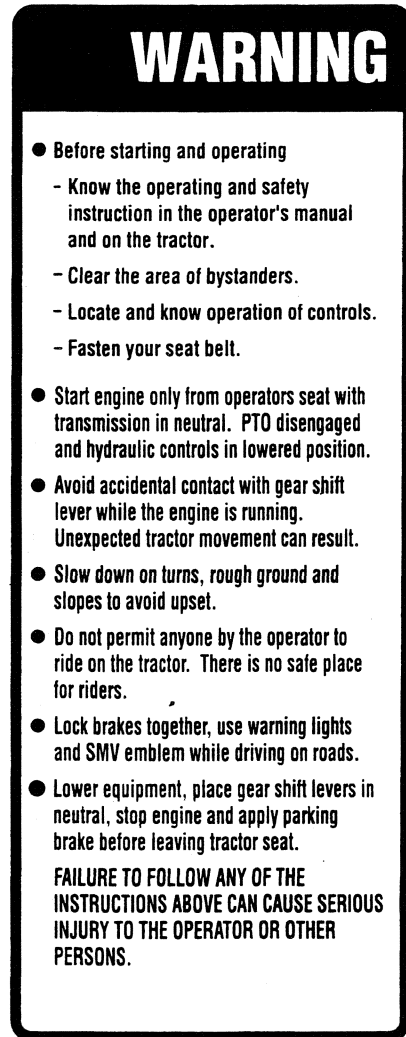 WARNING
● Before starting and operating
- Know the operating and safety
instruction in the operator's manual
and on the tractor.
- Clear the area of bystanders.
- Locate and know operation of controls.
- Fasten your seat belt.
● Start engine only from operators seat with
transmission in neutral. PTO disengaged
and hydraulic controls in lowered position.
● Avoid accidental contact with gear shift
lever while the engine is running.
Unexpected tractor movement can result.
● Slow down on turns, rough ground and
slopes to avoid upset.
● Do not permit anyone by the operator to
ride on the tractor. There is no safe place
for riders.
● Lock brakes together, use warning lights
and SMV emblem while driving on roads.
● Lower equipment, place gear shift levers in
neutral, stop engine and apply parking
brake before leaving tractor seat.
FAILURE TO FOLLOW ANY OF THE
INSTRUCTIONS ABOVE CAN CAUSE SERIOUS
INJURY TO THE OPERATOR OR OTHER
PERSONS.